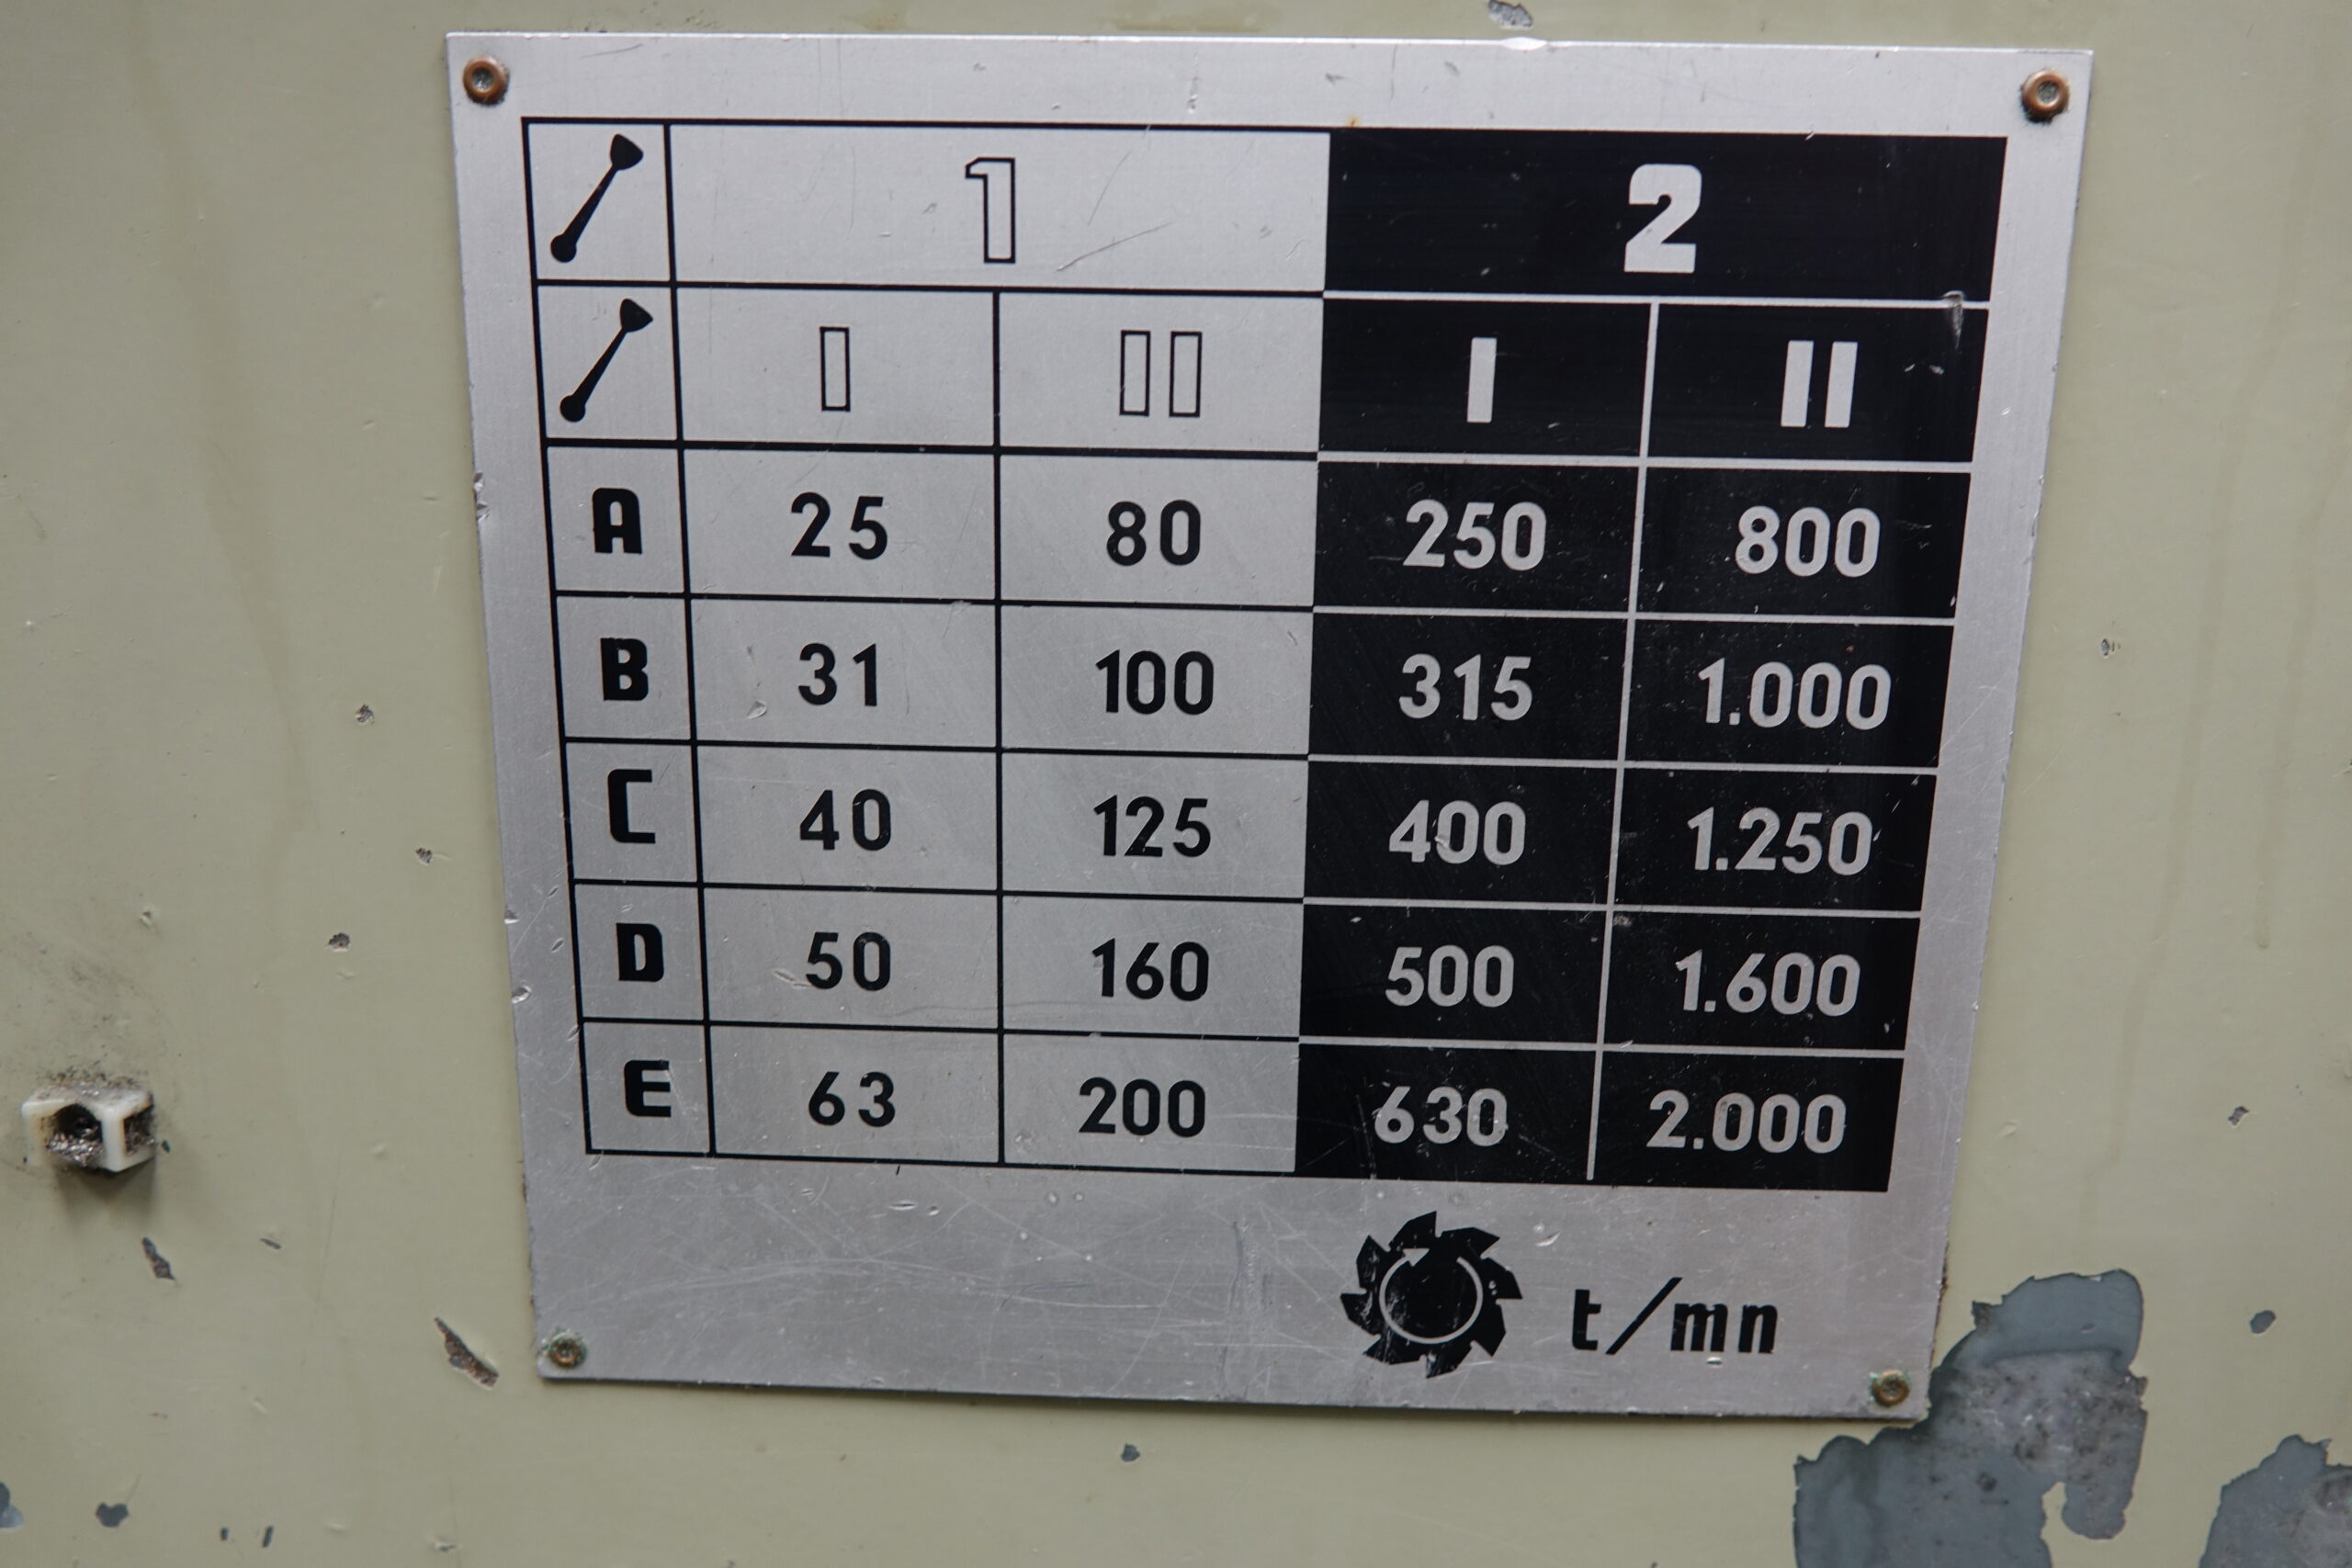 1 2
I II I II
A 25 80 250 800
B 31 100 315 1.000
C 40 125 400 1.250
D 50 160 500 1.600
E 63 200 630 2.000
t/mn